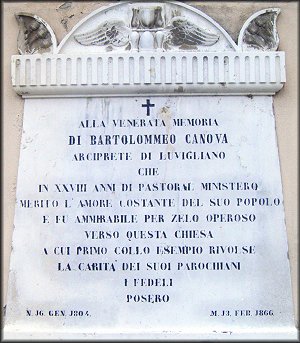 ALLA VENERATA MEMORIA
DI BARTOLOMMEO CANOVA
ARCIPRETE DI LUVIGLIANO
CHE
IN XXVIII ANNI DI PASTORAL MINISTERO
MERITO L' AMORE COSTANTE DEL SUO POPOLO
E FU AMMIRABILE PER ZELO OPEROSO
VERSO QUESTA CHIESA
A CUI PRIMO COLLO ESEMPIO RIVOLSE
LA CARITA' DEI SUOI PAROCHIANI
I FEDELI
POSERO
N. 16. GEN. 1804. M. 13. FEB. 1866.